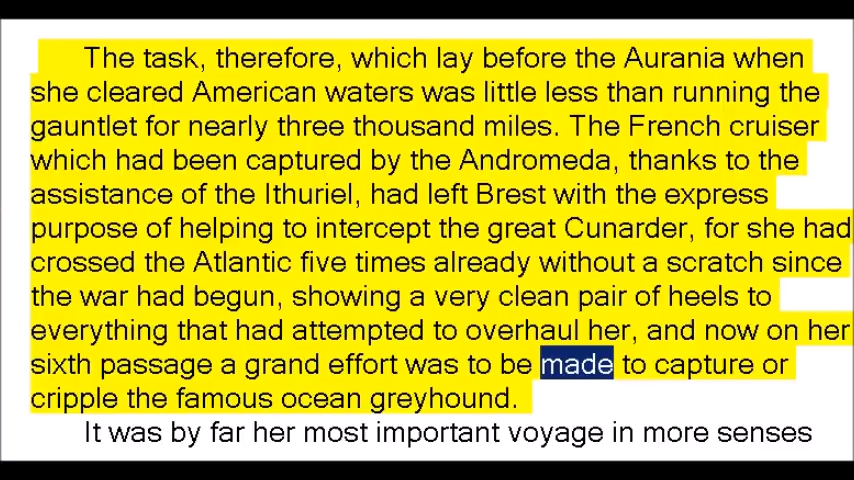 The task, therefore, which lay before the Aurania when
she cleared American waters was little less than running the
gauntlet for nearly three thousand miles. The French cruiser
which had been captured by the Andromeda, thanks to the
assistance of the Ithuriel, had left Brest with the express
purpose of helping to intercept the great Cunarder, for she had
crossed the Atlantic five times already without a scratch since
the war had begun, showing a very clean pair of heels to
everything that had attempted to overhaul her, and now on her
sixth passage a grand effort was to be made to capture or
cripple the famous ocean greyhound.
It was by far her most important voyage in more senses